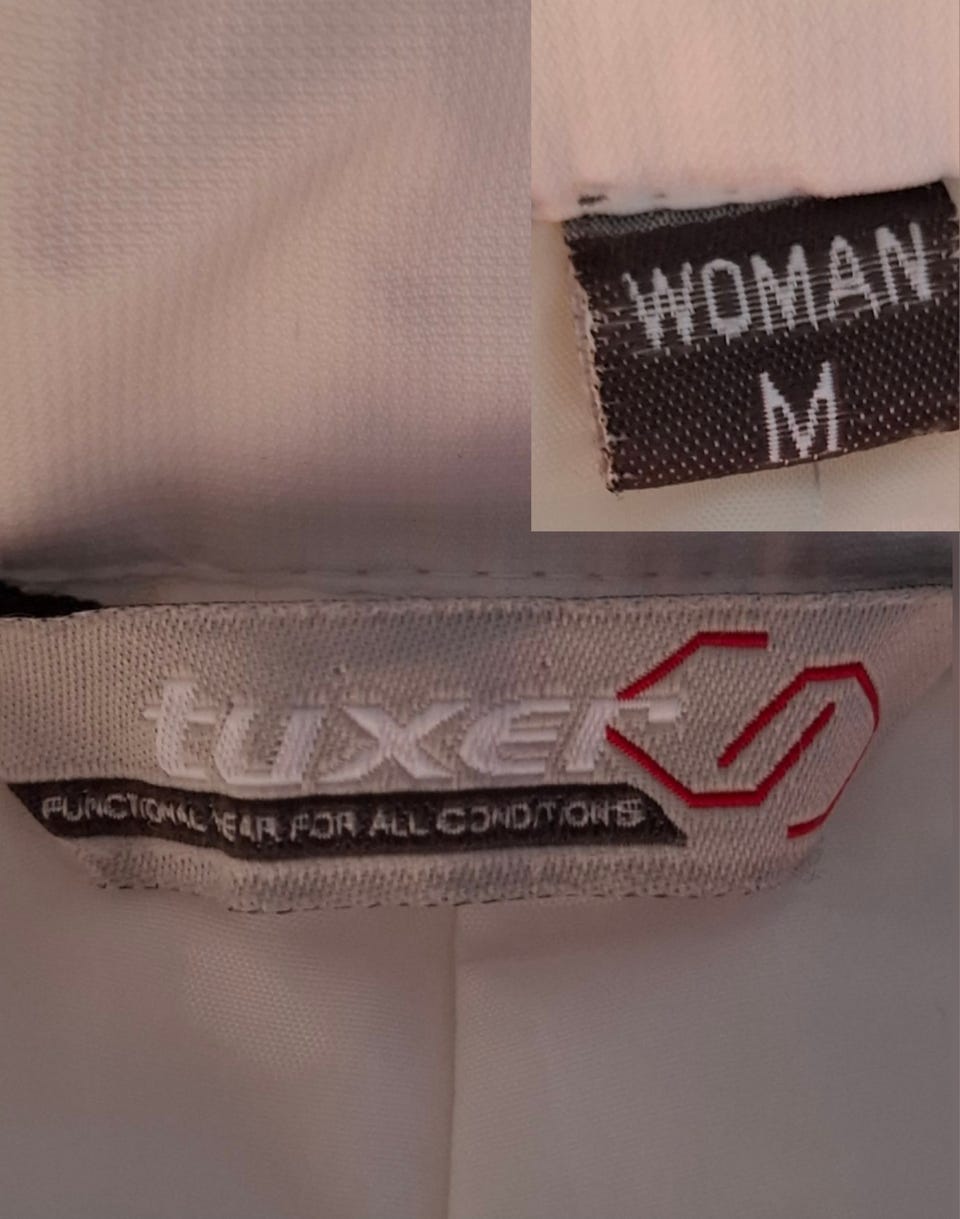 WOMAN
M
tuxer
FUNCTIONAL WEAR FOR ALL CONDITIONS